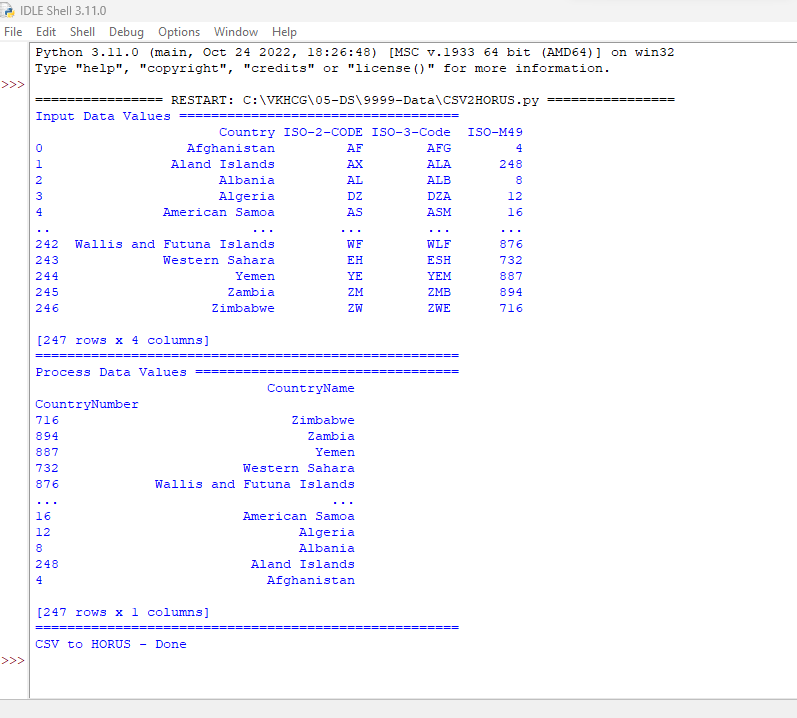 IDLE Shell 3.11.0
File Edit Shell Debug Options Window Help
Python 3.11.0 (main, Oct 24 2022, 18:26:48) [MSC v.1933 64 bit (AMD64)] on win32
Type "help", "copyright", "credits" or "license()" for more information.
>>>
================ RESTART: C:\VKHCG\05-DS\9999-Data\CSV2HORUS.py ================
Input Data Values ===================================
                       Country ISO-2-CODE ISO-3-Code  ISO-M49
0                  Afghanistan         AF        AFG        4
1                Aland Islands         AX        ALA      248
2                      Albania         AL        ALB        8
3                      Algeria         DZ        DZA       12
4               American Samoa         AS        ASM       16
..                         ...        ...        ...      ...
242  Wallis and Futuna Islands         WF        WLF      876
243             Western Sahara         EH        ESH      732
244                      Yemen         YE        YEM      887
245                     Zambia         ZM        ZMB      894
246                   Zimbabwe         ZW        ZWE      716

[247 rows x 4 columns]
=====================================================
Process Data Values =================================
                             CountryName
CountryNumber
716                             Zimbabwe
894                               Zambia
887                                Yemen
732                       Western Sahara
876            Wallis and Futuna Islands
...                                  ...
16                        American Samoa
12                               Algeria
8                                Albania
248                        Aland Islands
4                            Afghanistan

[247 rows x 1 columns]
=====================================================
CSV to HORUS - Done
>>>